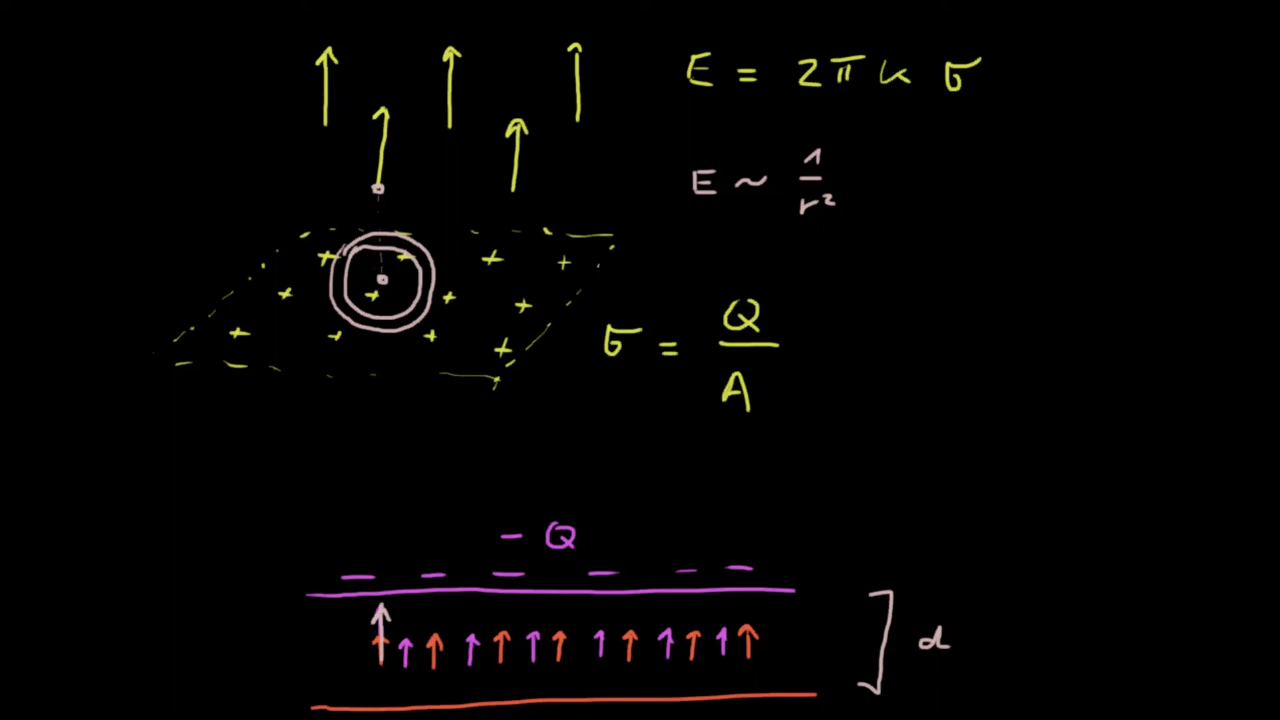 E = 2πkσ
E ~ 1/r²
σ = Q/A
- Q
d